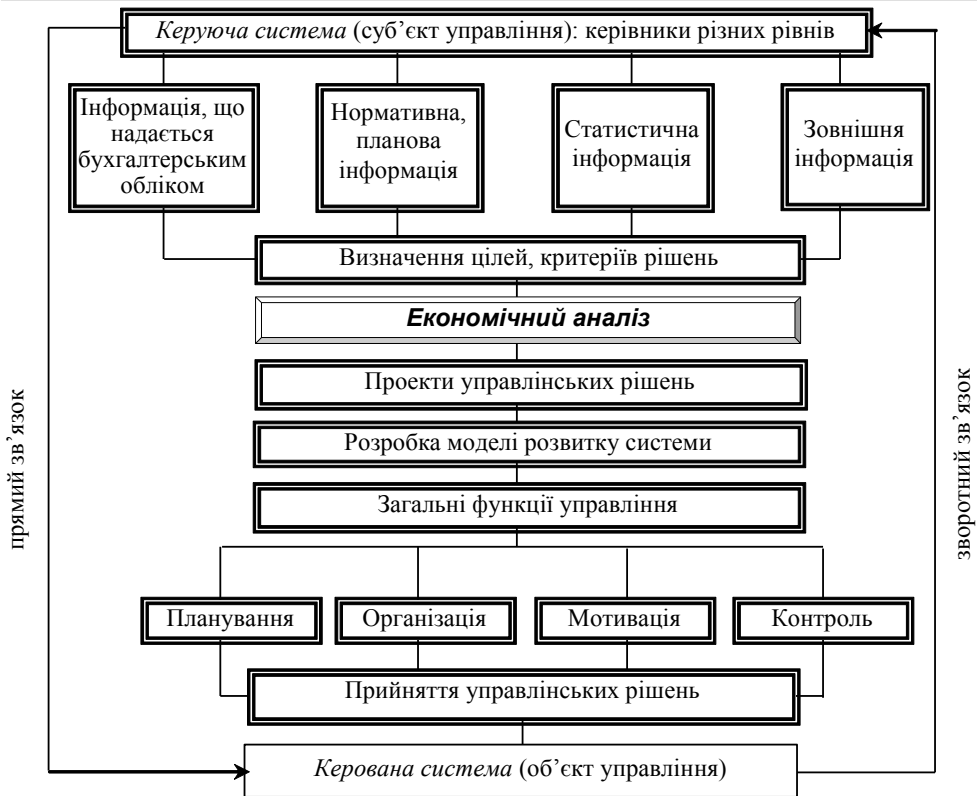 Керуюча система (суб’єкт управління): керівники різних рівнів
Інформація, що
надається
бухгалтерським
обліком
Нормативна,
планова
інформація
Статистична
інформація
Зовнішня
інформація
Визначення цілей, критеріїв рішень
Економічний аналіз
Проекти управлінських рішень
Розробка моделі розвитку системи
Загальні функції управління
Планування
Організація
Мотивація
Контроль
Прийняття управлінських рішень
Керована система (об’єкт управління)
прямий зв’язок
зворотний зв’язок